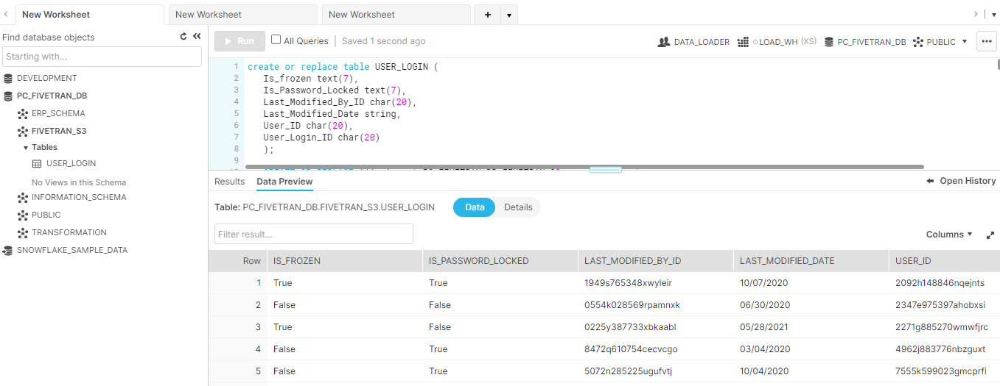 New Worksheet
New Worksheet
New Worksheet
Find database objects
Starting with...
DEVELOPMENT
PC_FIVETRAN_DB
ERP_SCHEMA
FIVETRAN_S3
Tables
USER_LOGIN
No Views in this Schema
INFORMATION_SCHEMA
PUBLIC
TRANSFORMATION
SNOWFLAKE_SAMPLE_DATA
Run All Queries Saved 1 second ago DATA_LOADER LOAD_WH (XS) PC_FIVETRAN_DB PUBLIC
1 create or replace table USER_LOGIN (
2 Is_frozen text(7),
3 Is_Password_Locked text(7),
4 Last_Modified_By_ID char(20),
5 Last_Modified_Date string,
6 User_ID char(20),
7 User_Login_ID char(20)
8 );
9
Results Data Preview Open History
Table: PC_FIVETRAN_DB.FIVETRAN_S3.USER_LOGIN Data Details
Filter result...
Columns
Row IS_FROZEN IS_PASSWORD_LOCKED LAST_MODIFIED_BY_ID LAST_MODIFIED_DATE USER_ID
1 True True 1949s765348xwyleir 10/07/2020 2092h148846nqejnts
2 False False 0554k028569rpamnxk 06/30/2020 2347e975397ahobxsi
3 True False 0225y387733xbkaabl 05/28/2021 2271g885270wmwfjrc
4 False True 8472q610754cecvcgo 03/04/2020 4962j883776nbzguxt
5 False True 5072n285225ugufvtj 10/04/2020 7555k599023gmcprfi